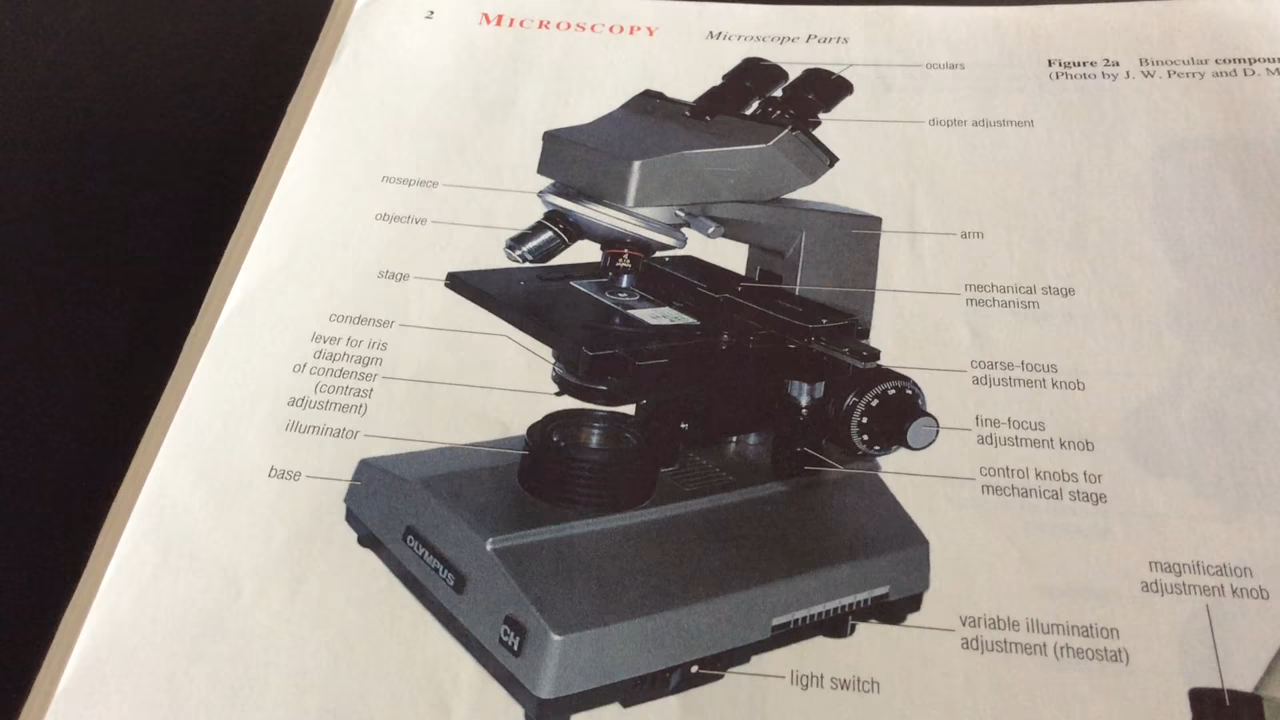 2 MICROSCOPY Microscope Parts
Figure 2a Binocular
(Photo by J. W. Perry and D.
oculars
diopter adjustment
nosepiece
objective
arm
stage
mechanical stage
mechanism
condenser
lever for iris
diaphragm
of condenser
(contrast
adjustment)
coarse-focus
adjustment knob
fine-focus
adjustment knob
illuminator
base
control knobs for
mechanical stage
OLYMPUS
CH
magnification
adjustment knob
variable illumination
adjustment (rheostat)
light switch